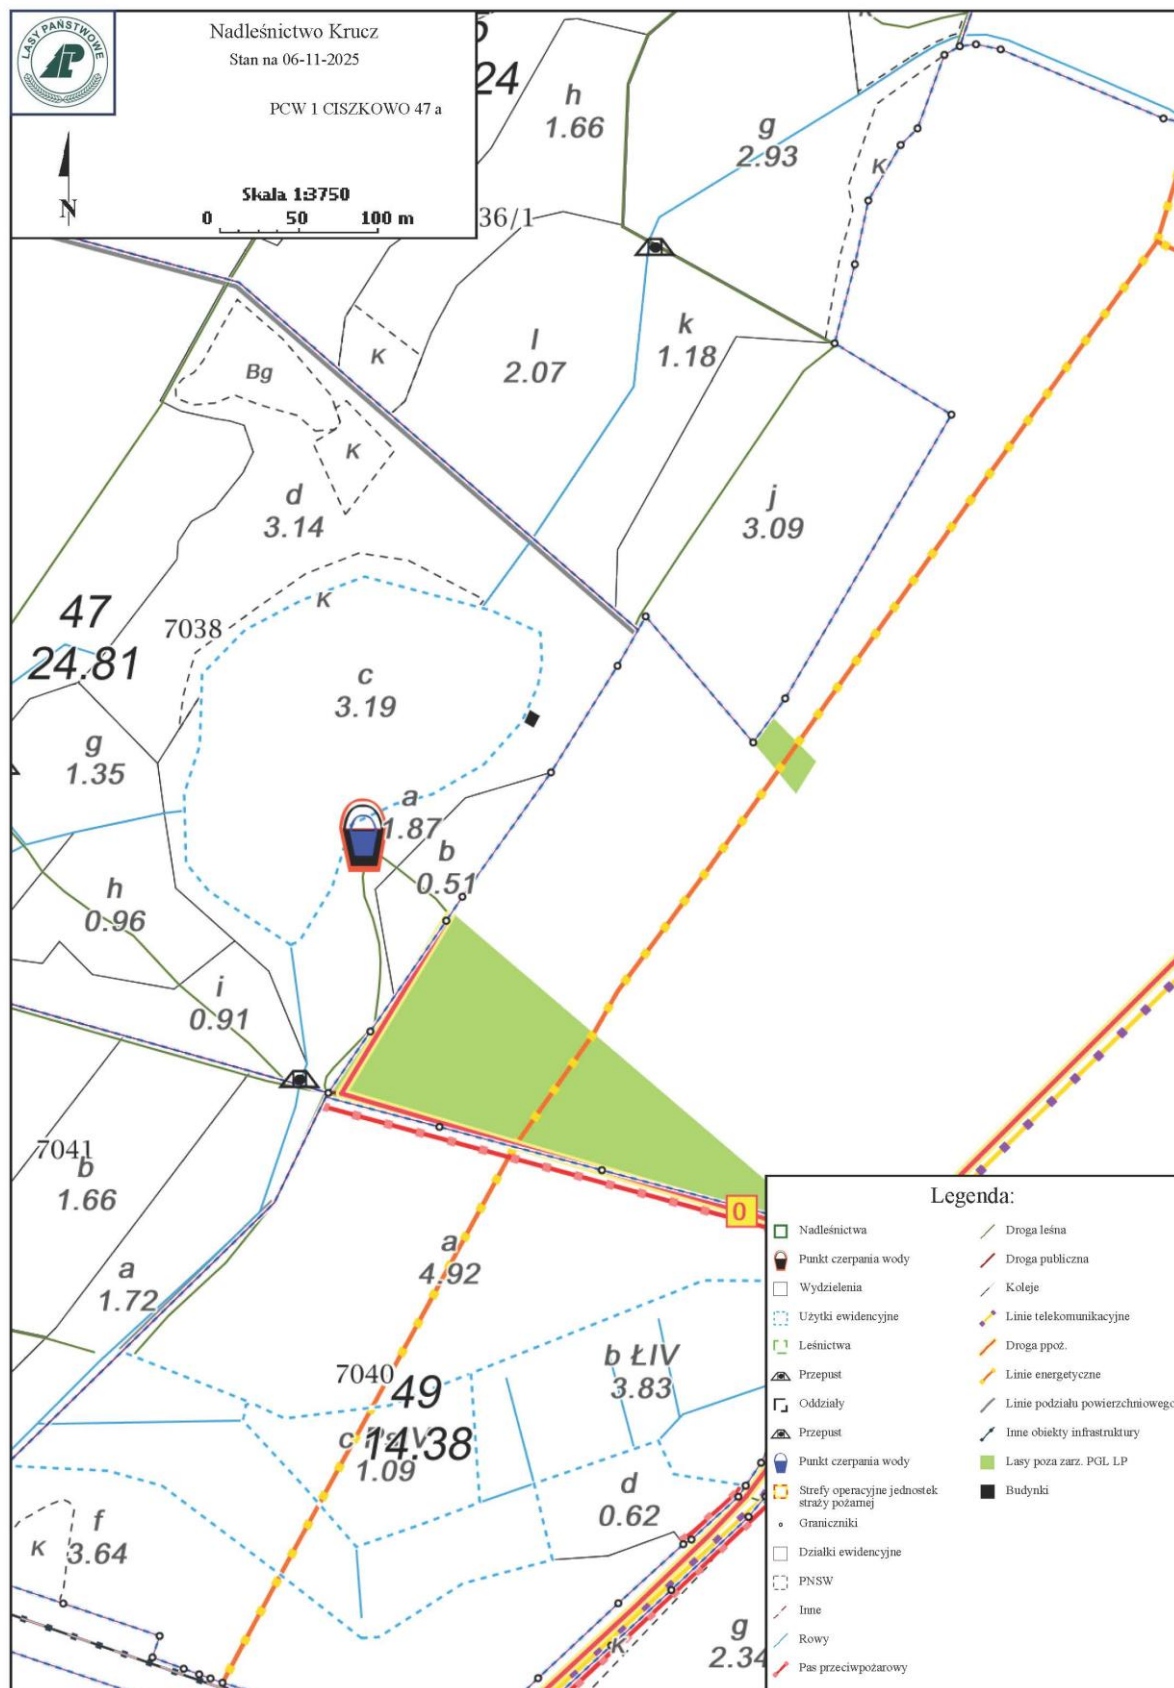 LASY PAŃSTWOWE
Nadleśnictwo Krucz
Stan na 06-11-2025
PCW 1 CISZKOWO 47 a
N
Skala 1:3750
0 50 100 m
24
h
1.66
g
2.93
K
K
36/1
l
2.07
k
1.18
K
Bg
K
d
3.14
j
3.09
K
47
24.81
7038
c
3.19
g
1.35
a
1.87
b
0.51
h
0.96
i
0.91
7041
b
1.66
a
1.72
0
a
4.92
b ŁIV
3.83
7040
49
14.38
c
1.09
d
0.62
f
3.64
K
g
2.34
K
Legenda:
Nadleśnictwa
Punkt czerpania wody
Wydzielenia
Użytki ewidencyjne
Leśnictwa
Przepust
Oddziały
Przepust
Punkt czerpania wody
Strefy operacyjne jednostek
straży pożarnej
Graniczniki
Działki ewidencyjne
PNSW
Inne
Rowy
Pas przeciwpożarowy
Droga leśna
Droga publiczna
Koleje
Linie telekomunikacyjne
Droga ppoż.
Linie energetyczne
Linie podziału powierzchniowego
Inne obiekty infrastruktury
Lasy poza zarz. PGL LP
Budynki